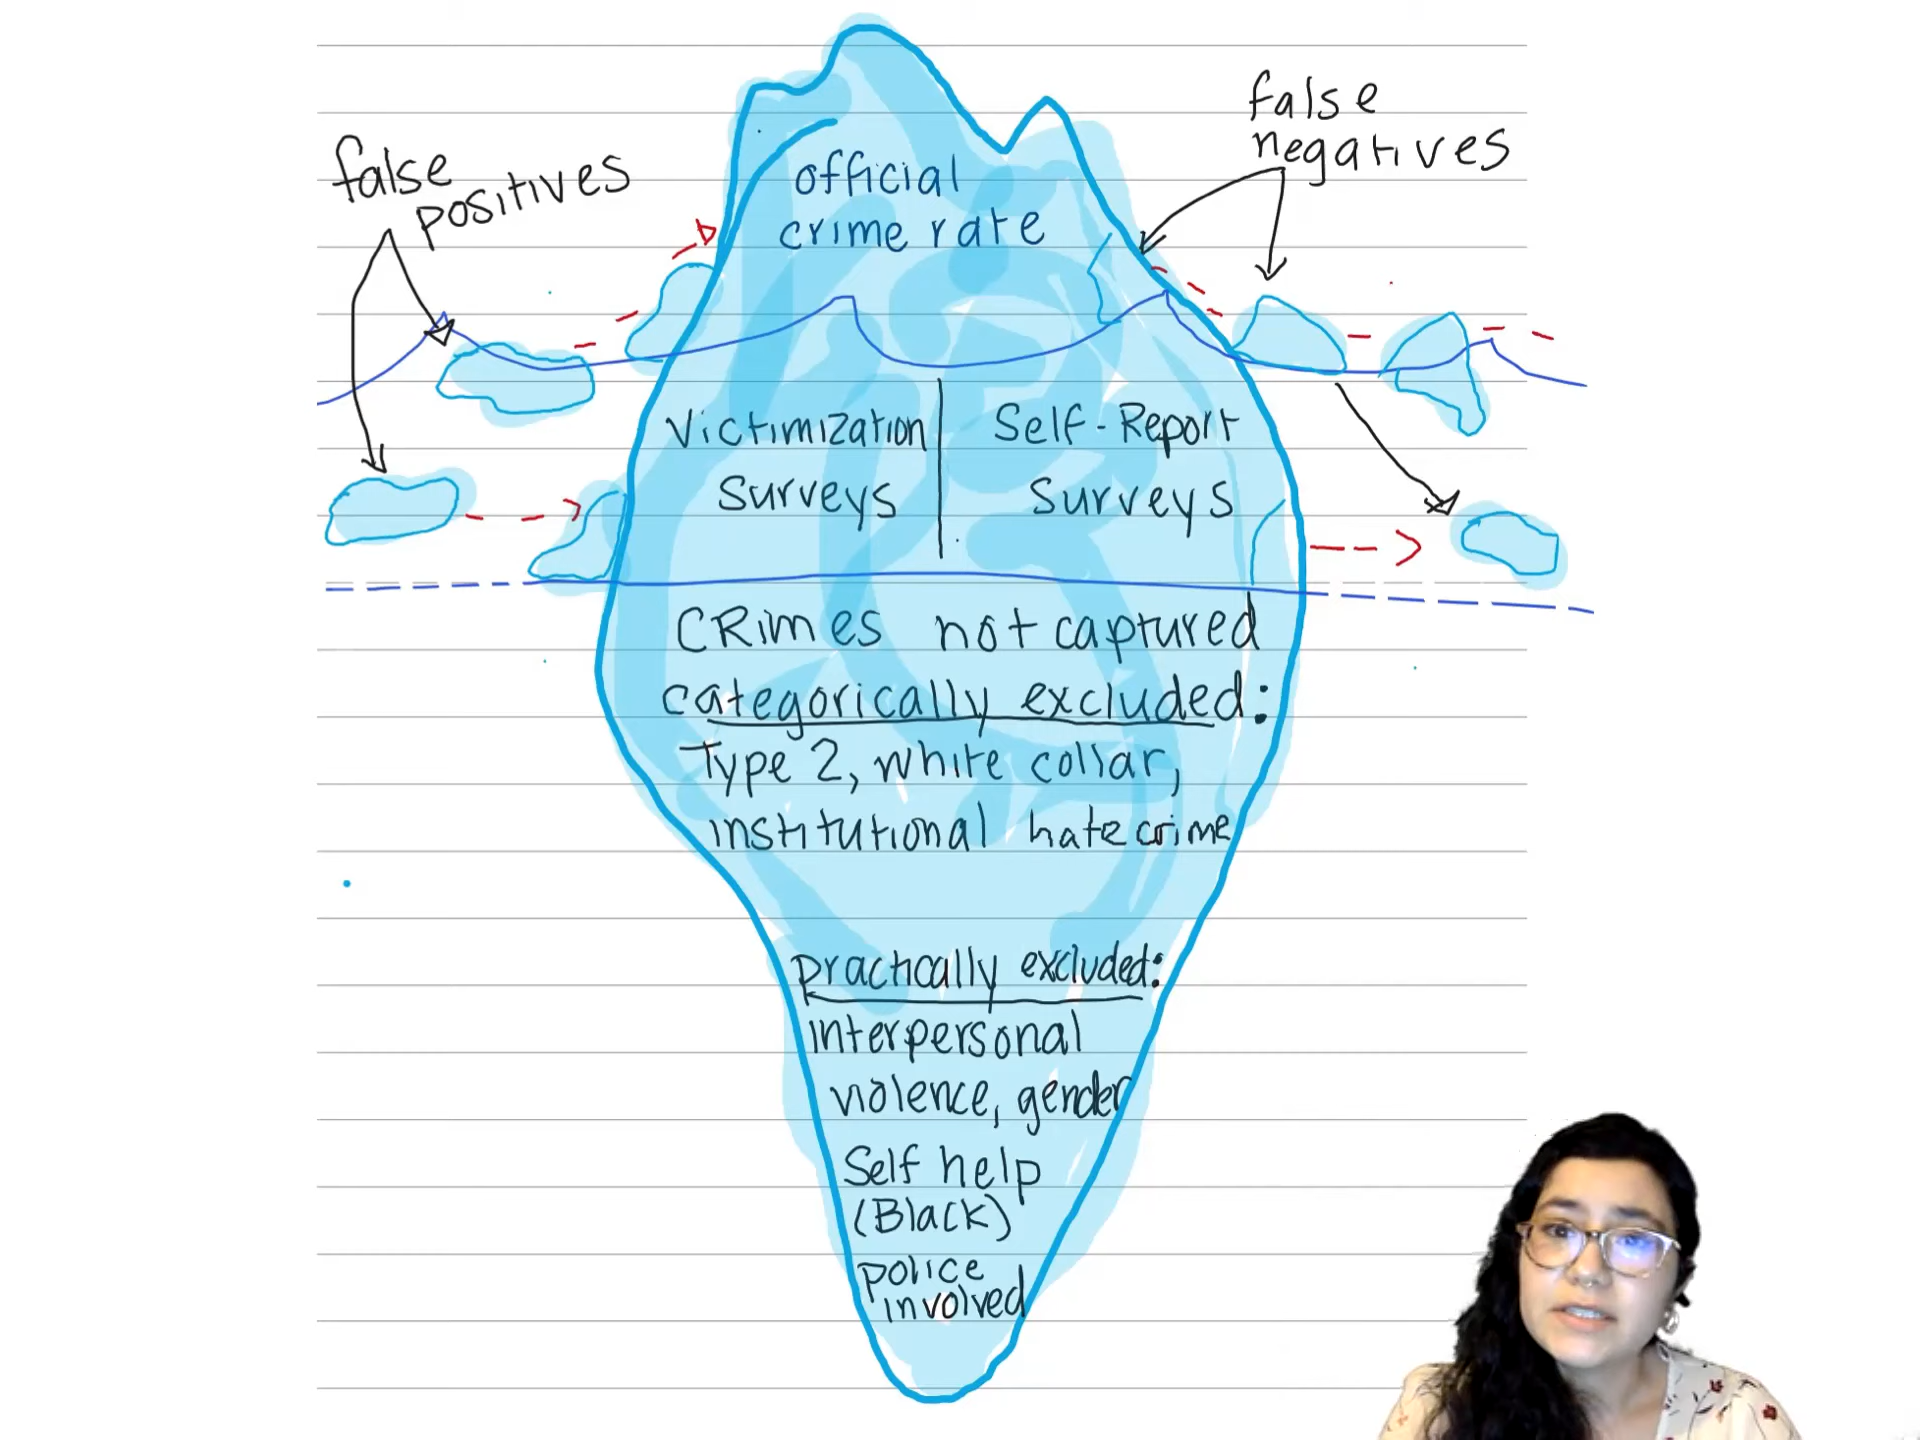 false
positives
false
negatives
official
crime rate
Victimization
Surveys
Self-Report
Surveys
CRimes not captured
categorically excluded:
Type 2, white collar,
institutional hate crime
practically excluded:
interpersonal
violence, gender
Self help
(Black)
police
involved